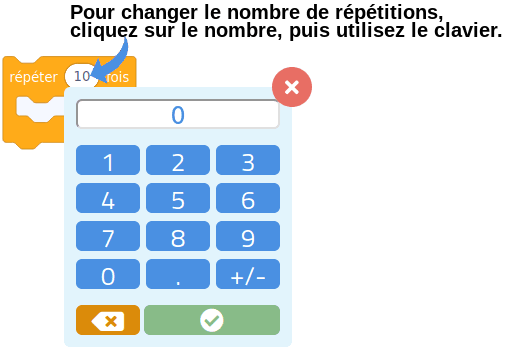 Pour changer le nombre de répétitions,
cliquez sur le nombre, puis utilisez le clavier.
répéter 10 fois
0
1 2 3
4 5 6
7 8 9
0 . +/-